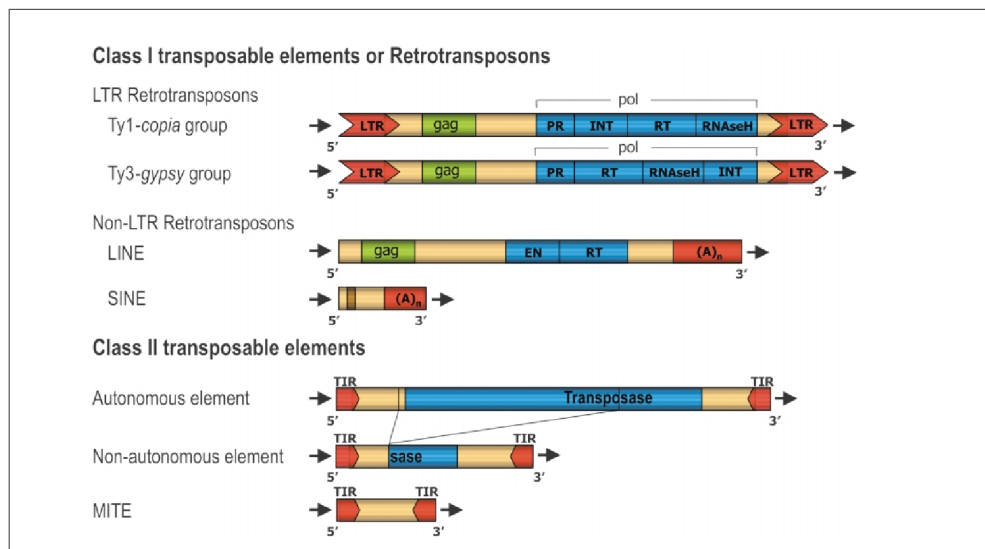 Class I transposable elements or Retrotransposons
LTR Retrotransposons
pol
Ty1-copia group
LTR gag PR INT RT RNAseH LTR
5′ 3′
pol
Ty3-gypsy group
LTR gag PR RT RNAseH INT LTR
5′ 3′
Non-LTR Retrotransposons
LINE
gag EN RT (A)n
5′ 3′
SINE
(A)n
5′ 3′
Class II transposable elements
TIR TIR
Autonomous element
Transposase
5′ 3′
TIR TIR
Non-autonomous element
sase
5′ 3′
TIR TIR
MITE
5′ 3′